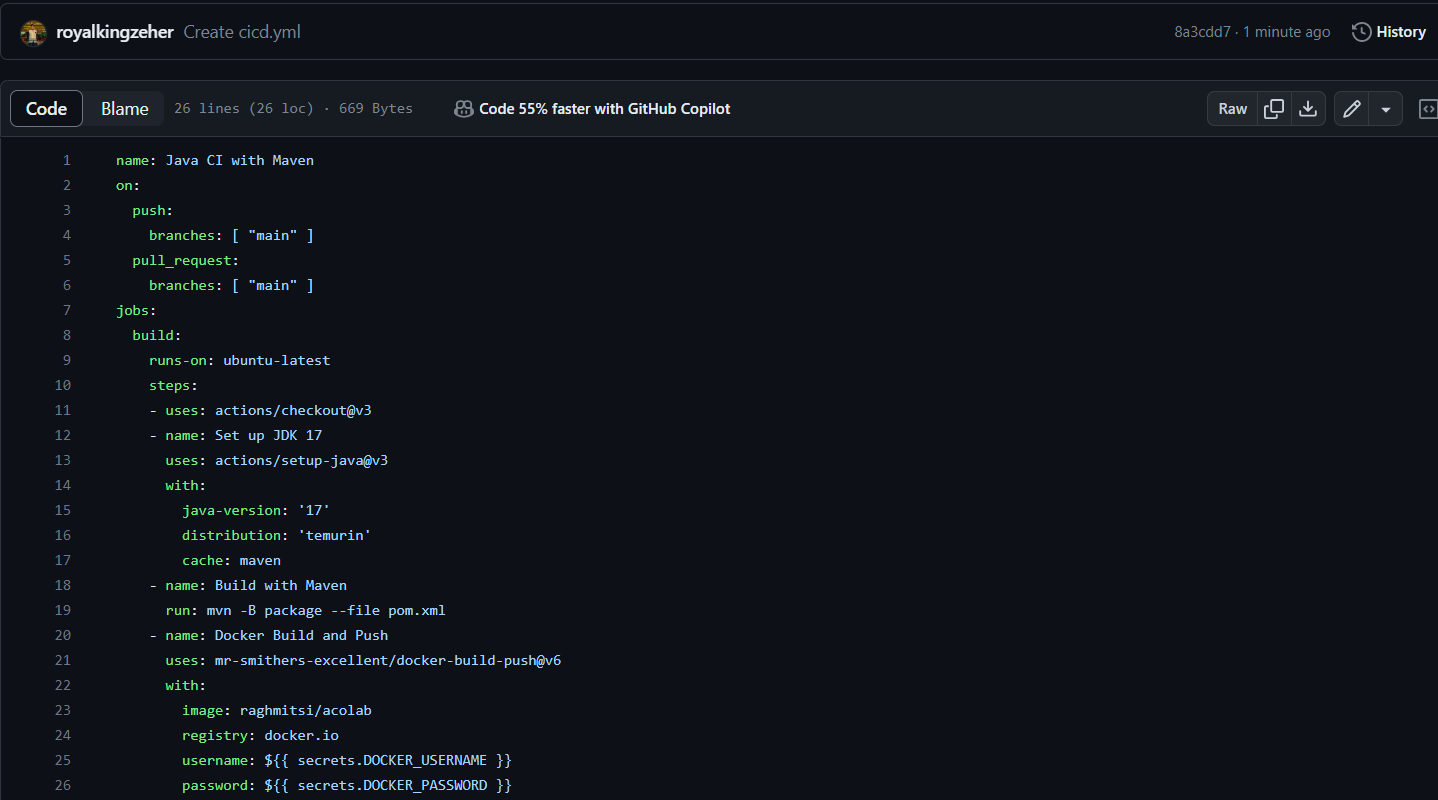 royalkingzeher Create cicd.yml 8a3cdd7 · 1 minute ago History
Code Blame 26 lines (26 loc) · 669 Bytes Code 55% faster with GitHub Copilot Raw
1 name: Java CI with Maven
2 on:
3 push:
4 branches: [ "main" ]
5 pull_request:
6 branches: [ "main" ]
7 jobs:
8 build:
9 runs-on: ubuntu-latest
10 steps:
11 - uses: actions/checkout@v3
12 - name: Set up JDK 17
13 uses: actions/setup-java@v3
14 with:
15 java-version: '17'
16 distribution: 'temurin'
17 cache: maven
18 - name: Build with Maven
19 run: mvn -B package --file pom.xml
20 - name: Docker Build and Push
21 uses: mr-smithers-excellent/docker-build-push@v6
22 with:
23 image: raghmitsi/acolab
24 registry: docker.io
25 username: ${{ secrets.DOCKER_USERNAME }}
26 password: ${{ secrets.DOCKER_PASSWORD }}